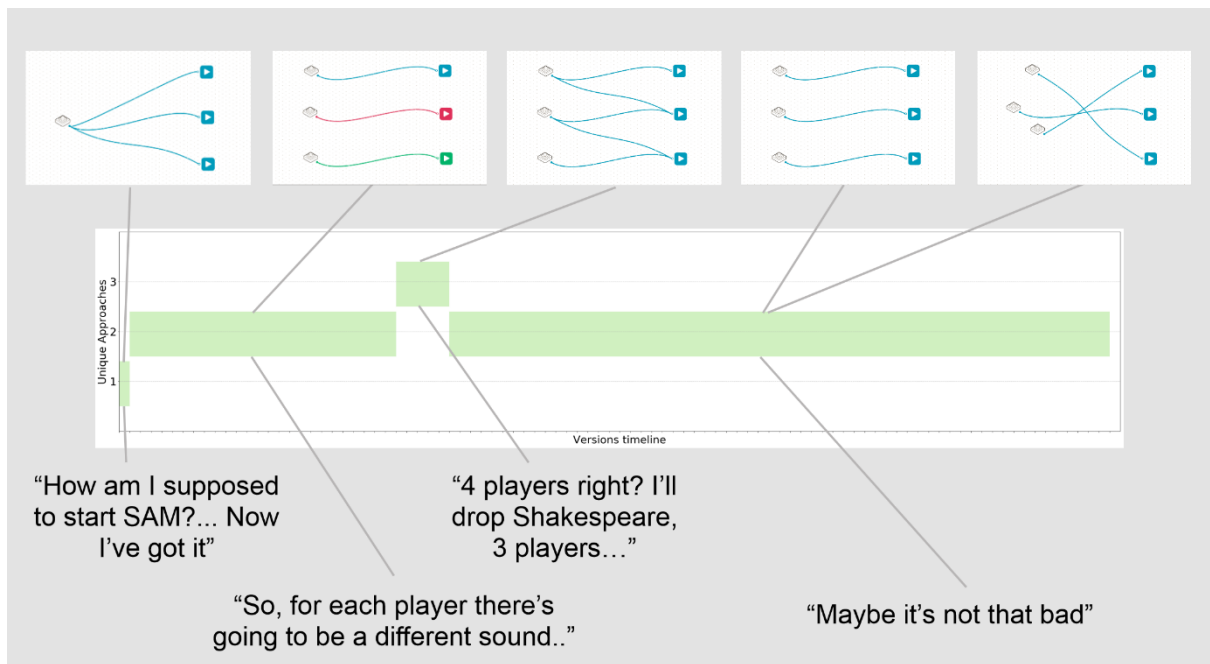 Unique Approaches
3
2
1
Versions timeline
“How am I supposed
to start SAM?... Now
I’ve got it”
“4 players right? I’ll
drop Shakespeare,
3 players…”
“So, for each player there’s
going to be a different sound..”
“Maybe it’s not that bad”